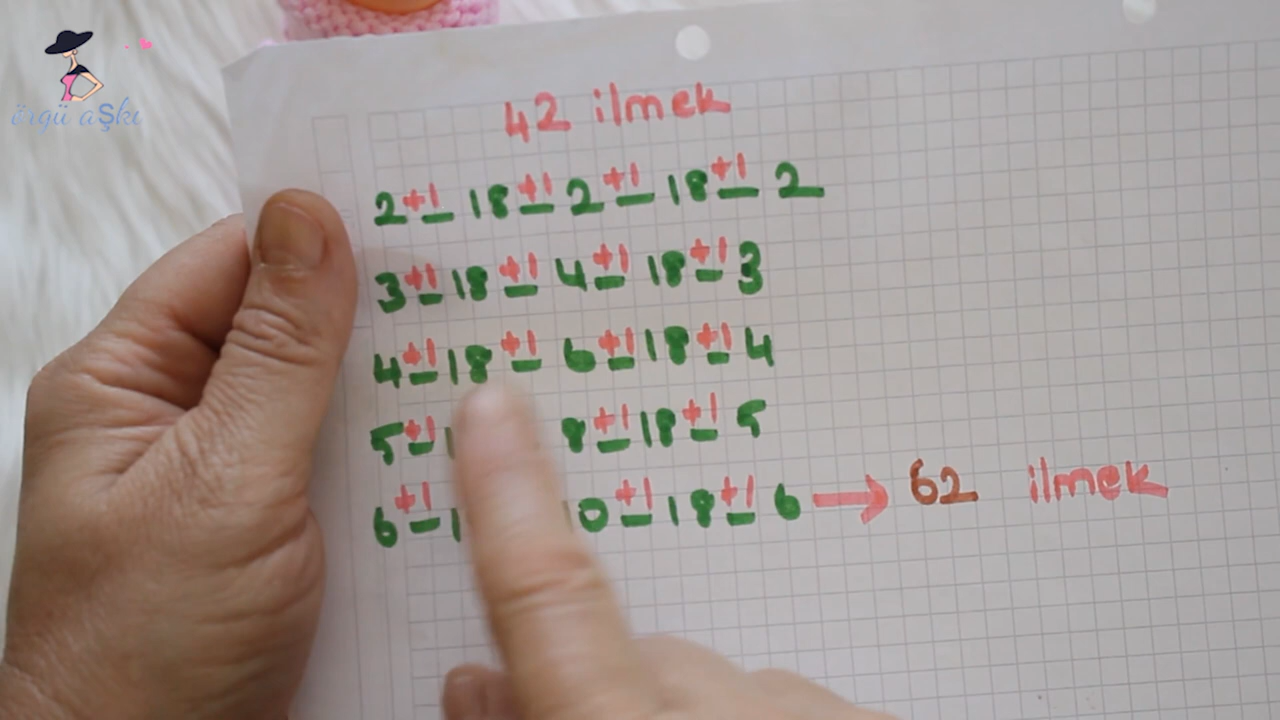 örgü aşkı
42 ilmek
2 +1 – 18 +1 – 2 +1 – 18 +1 – 2
3 +1 – 18 +1 – 4 +1 – 18 +1 – 3
4 +1 – 18 +1 – 6 +1 – 18 +1 – 4
5 +1 – 8 +1 – 18 +1 – 5
6 +1 – 10 +1 – 18 +1 – 6 → 62 ilmek